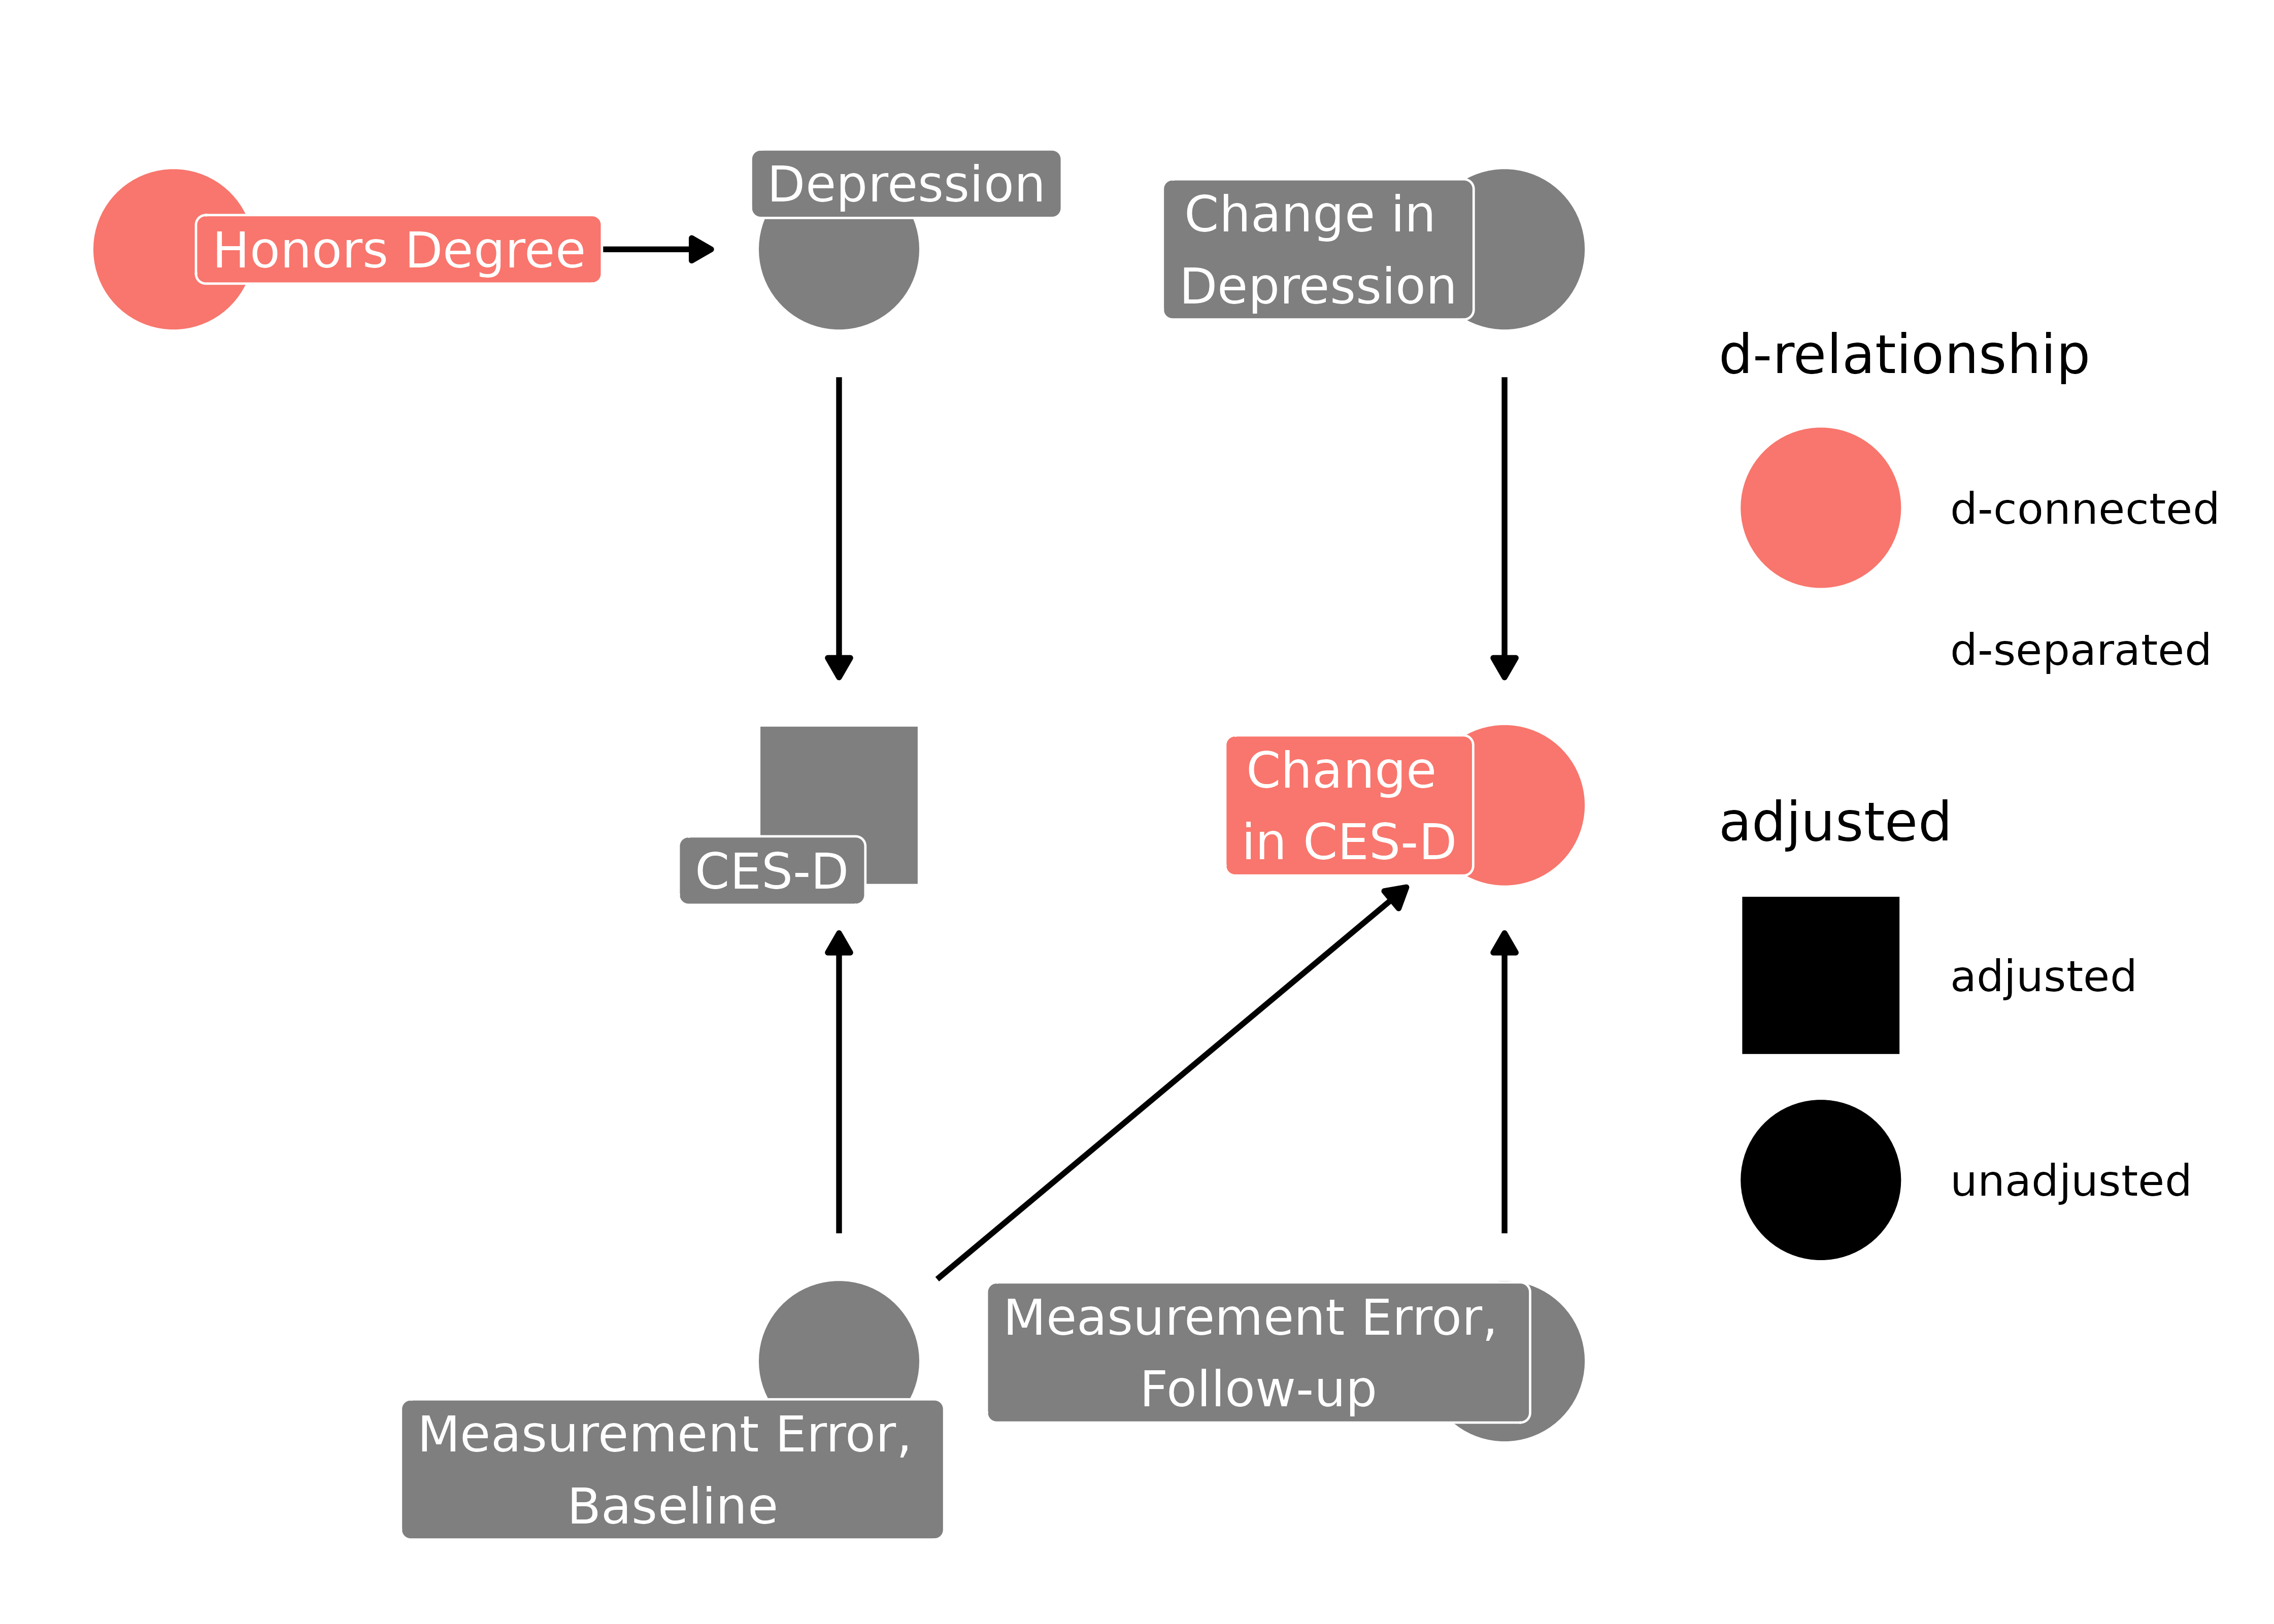 Honors Degree
Depression
Change in
Depression
CES-D
Change
in CES-D
Measurement Error,
Baseline
Measurement Error,
Follow-up
d-relationship
d-connected
d-separated
adjusted
adjusted
unadjusted